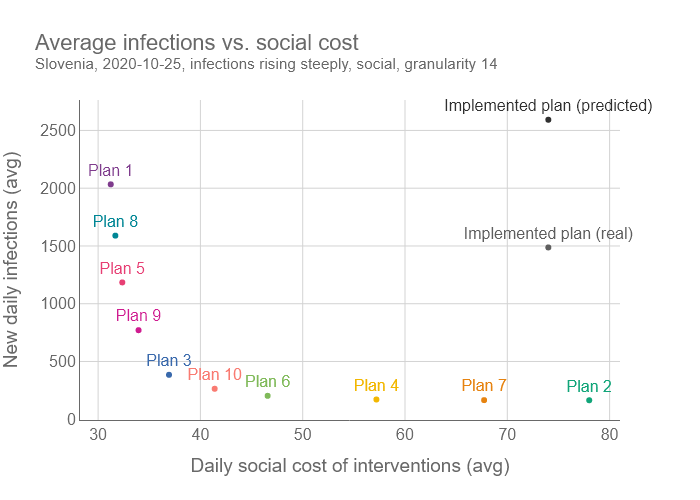 Average infections vs. social cost
Slovenia, 2020-10-25, infections rising steeply, social, granularity 14
Implemented plan (predicted)
2500
Plan 1
2000
Plan 8
Implemented plan (real)
1500
Plan 5
1000
Plan 9
500
Plan 3
Plan 10
Plan 6
Plan 4
Plan 7
Plan 2
0
30
40
50
60
70
80
Daily social cost of interventions (avg)
New daily infections (avg)